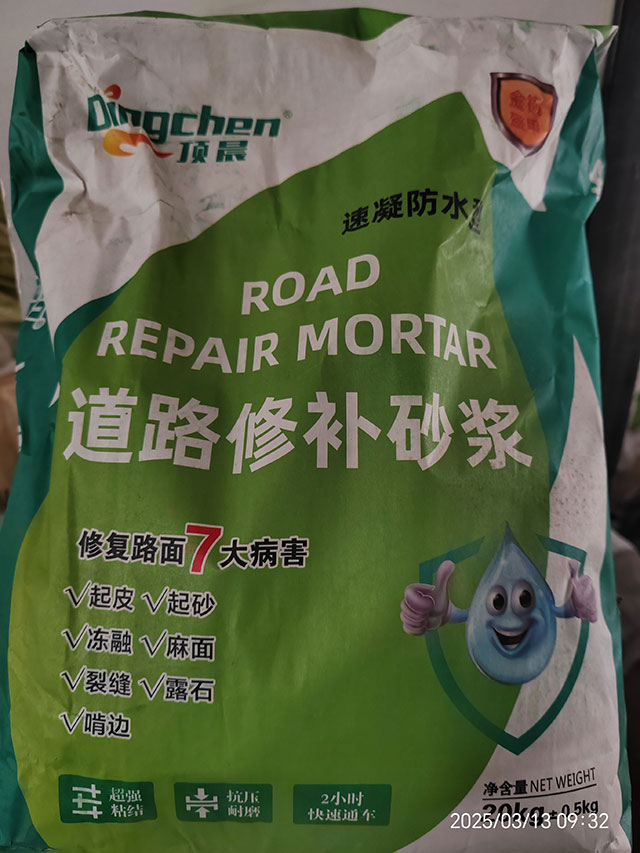 Dingchen®
顶晨
速凝防水
ROAD
REPAIR MORTAR
道路修补砂浆
修复路面7大病害
√起皮 √起砂
√冻融 √麻面
√裂缝 √露石
√啃边
超强
粘结
抗压
耐磨
2小时
快速通车
净含量 NET WEIGHT
20kg±0.5kg
2025/03/13 09:32